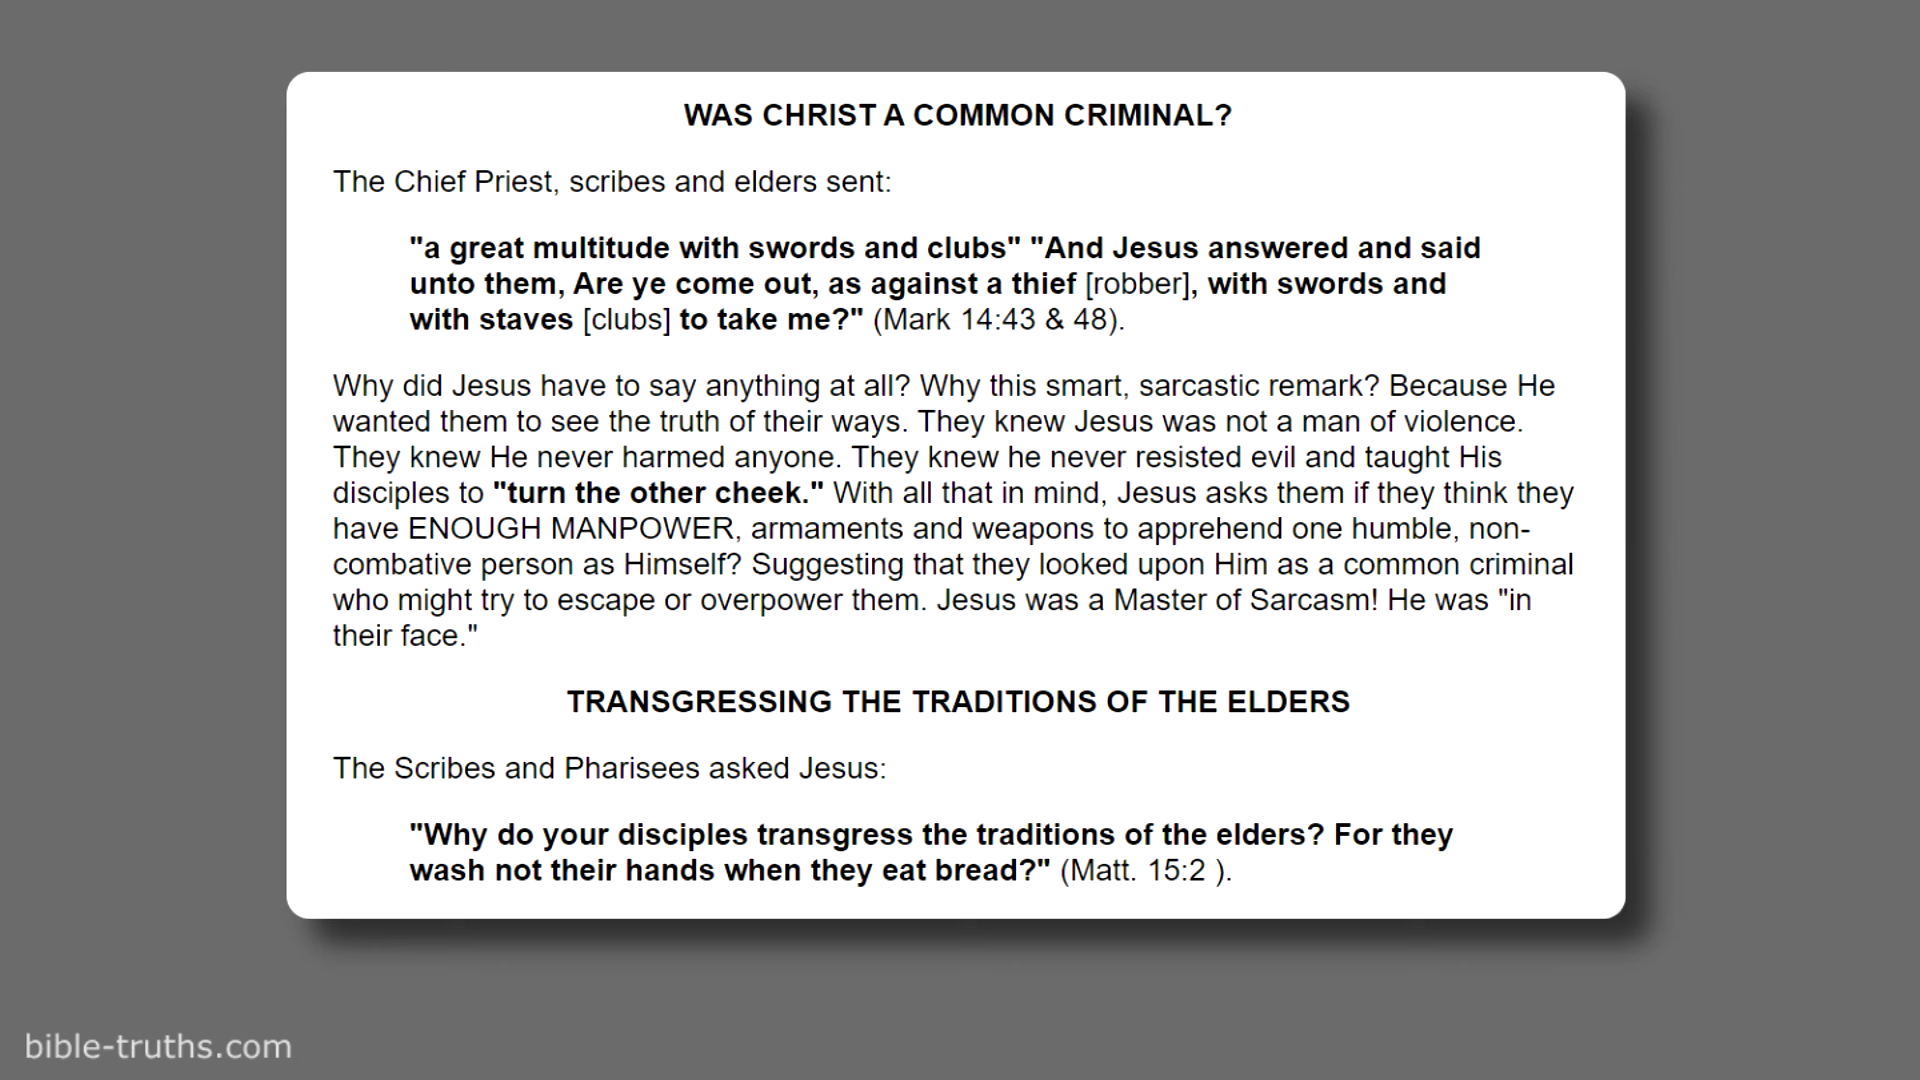 WAS CHRIST A COMMON CRIMINAL?
The Chief Priest, scribes and elders sent:
"a great multitude with swords and clubs" "And Jesus answered and said
unto them, Are ye come out, as against a thief [robber], with swords and
with staves [clubs] to take me?" (Mark 14:43 & 48).
Why did Jesus have to say anything at all? Why this smart, sarcastic remark? Because He
wanted them to see the truth of their ways. They knew Jesus was not a man of violence.
They knew He never harmed anyone. They knew he never resisted evil and taught His
disciples to "turn the other cheek." With all that in mind, Jesus asks them if they think they
have ENOUGH MANPOWER, armaments and weapons to apprehend one humble, non-
combative person as Himself? Suggesting that they looked upon Him as a common criminal
who might try to escape or overpower them. Jesus was a Master of Sarcasm! He was "in
their face."
TRANSGRESSING THE TRADITIONS OF THE ELDERS
The Scribes and Pharisees asked Jesus:
"Why do your disciples transgress the traditions of the elders? For they
wash not their hands when they eat bread?" (Matt. 15:2 ).
bible-truths.com